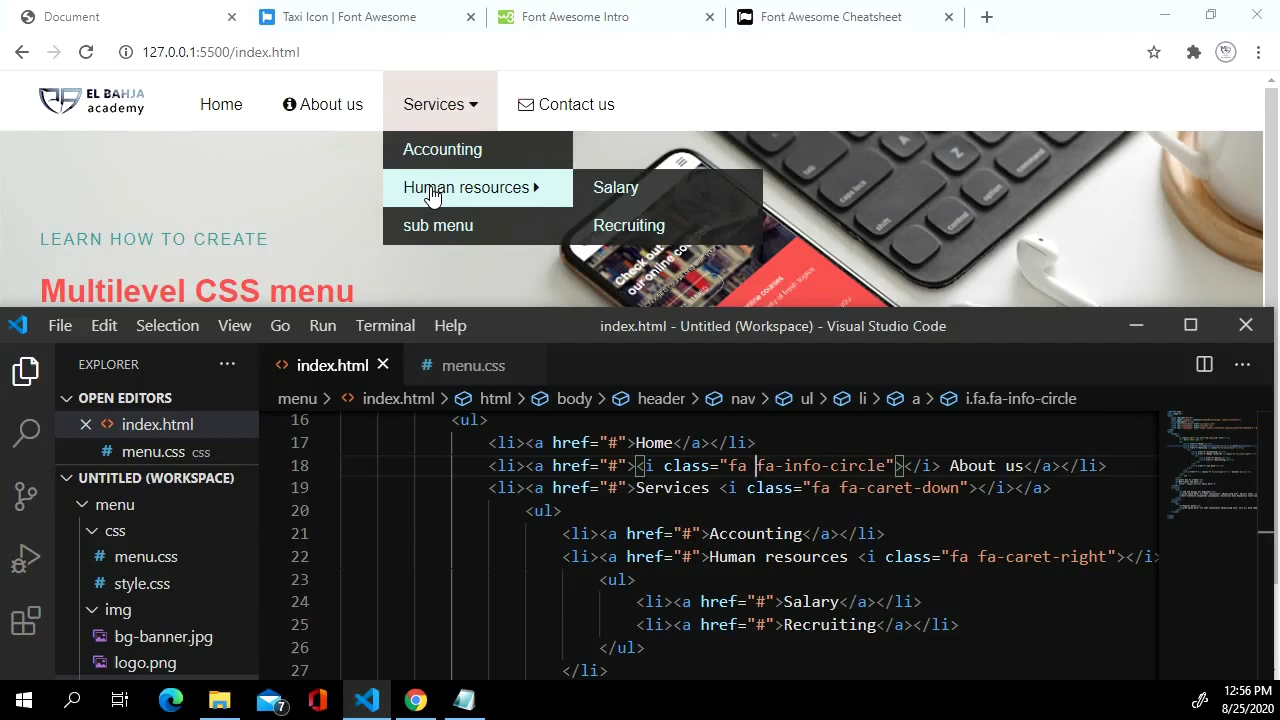 Document
Taxi Icon | Font Awesome
Font Awesome Intro
Font Awesome Cheatsheet
127.0.0.1:5500/index.html
EL BAHJA
academy
Home
About us
Services
Contact us
Accounting
Human resources
Salary
sub menu
Recruiting
LEARN HOW TO CREATE
Multilevel CSS menu
Check out
our online co
courses
File Edit Selection View Go Run Terminal Help
index.html - Untitled (Workspace) - Visual Studio Code
EXPLORER
index.html
menu.css
OPEN EDITORS
menu > index.html > html > body > header > nav > ul > li > a > i.fa.fa-info-circle
index.html
menu.css css
UNTITLED (WORKSPACE)
menu
css
menu.css
style.css
img
bg-banner.jpg
logo.png
16 <ul>
17 <li><a href="#">Home</a></li>
18 <li><a href="#"><i class="fa fa-info-circle"></i> About us</a></li>
19 <li><a href="#">Services <i class="fa fa-caret-down"></i></a>
20 <ul>
21 <li><a href="#">Accounting</a></li>
22 <li><a href="#">Human resources <i class="fa fa-caret-right"></i>
23 <ul>
24 <li><a href="#">Salary</a></li>
25 <li><a href="#">Recruiting</a></li>
26 </ul>
27 </li>
7
12:56 PM
8/25/2020